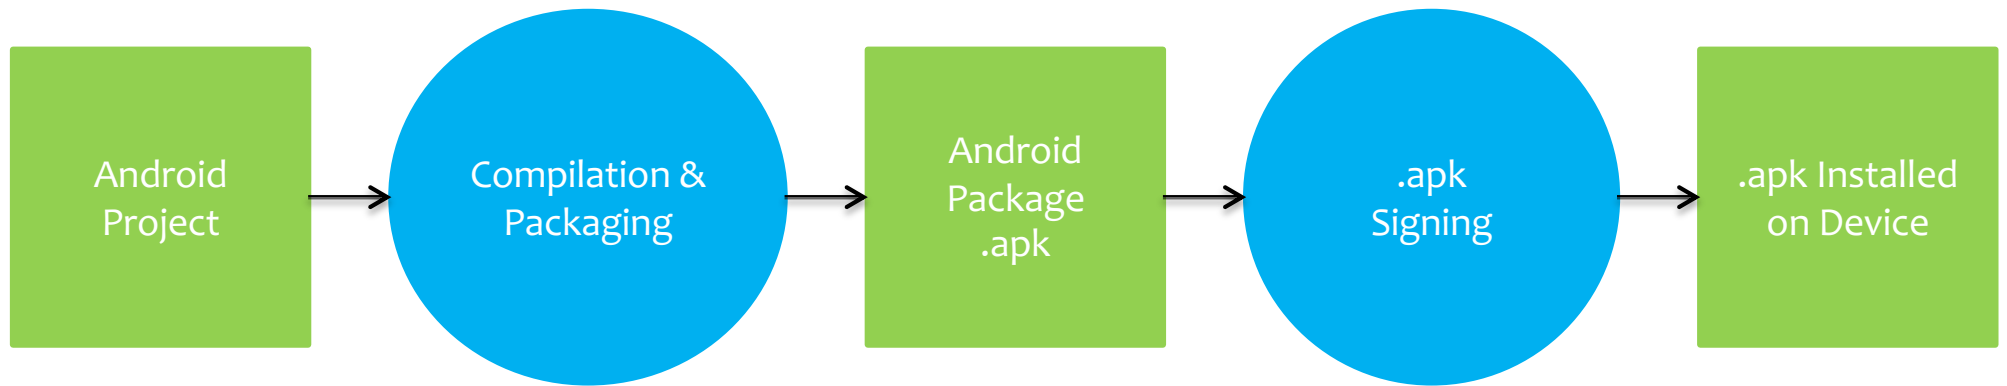 Android
Project
Compilation &
Packaging
Android
Package
.apk
.apk
Signing
.apk Installed
on Device